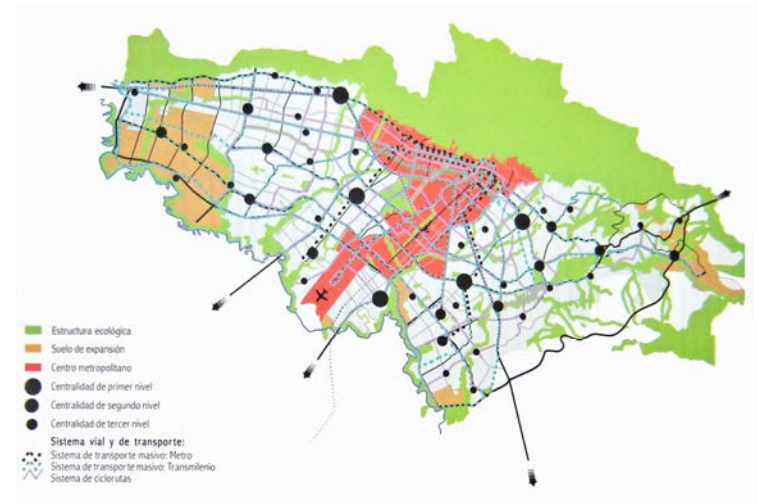 Estructura ecológica
Suelo de expansión
Centro metropolitano
Centralidad de primer nivel
Centralidad de segundo nivel
Centralidad de tercer nivel
Sistema vial y de transporte:
Sistema de transporte masivo: Metro
Sistema de transporte masivo: Transmilenio
Sistema de ciclorutas